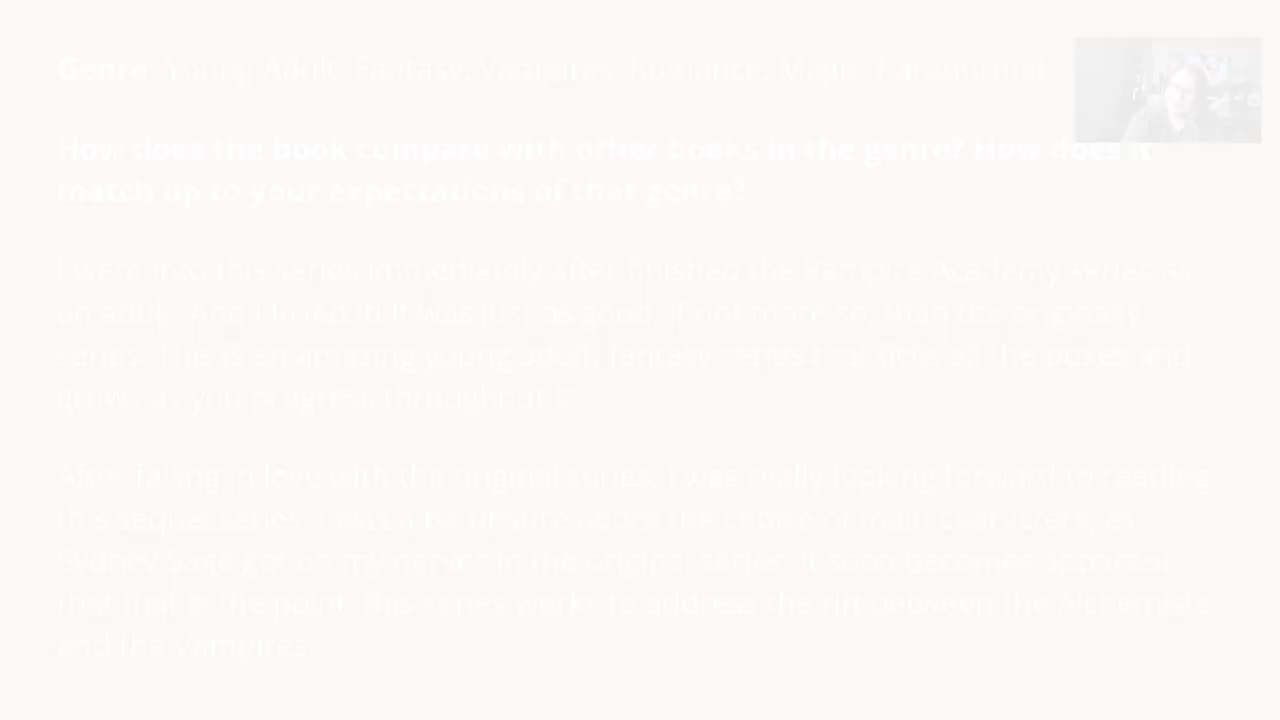 Genre: Young Adult, Fantasy, Vampires, Romance, Magic, Paranormal
How does the book compare with other books in the genre? How does it
match up to your expectations of that genre?
I went into this series immediately after finished the Vampire Academy series as
an adult. And I loved it! It was just as good, if not more so, than the originally
series. This is an amazing young adult, fantasy series that ticks all the boxes and
grows as you progress throughout it.
After falling in love with the original series, I was really looking forward to reading
this sequel series. I was a bit unsure about the choice of main characters, as
Sydney Sage got on my nerves in the original series. It soon becomes apparent
that that is the point, this series works to address the rift between the Alchemists
and the Vampires.